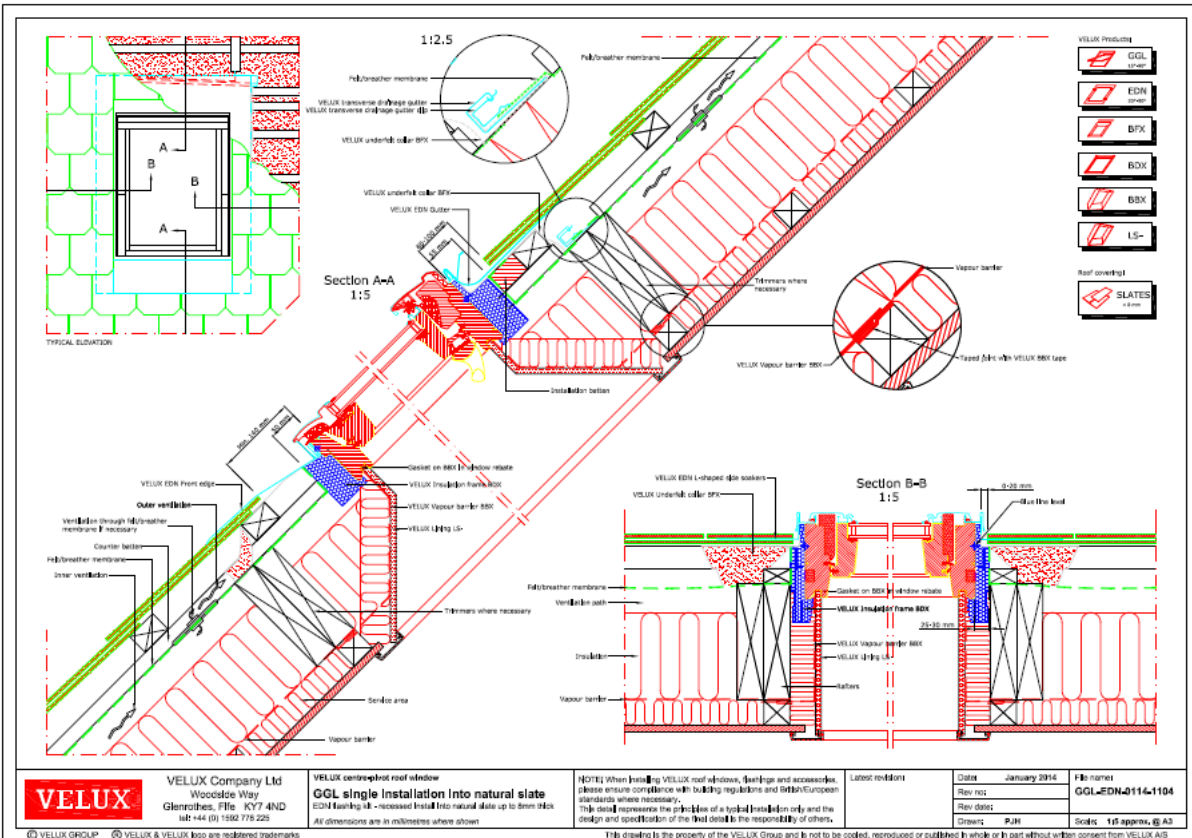 1:2.5
Felt/breather membrane
VELUX transverse drainage gutter
VELUX transverse drainage gutter clip
VELUX underfelt collar BFX
Felt/breather membrane
VELUX underfelt collar BFX
VELUX EDN Gutter
60-100 mm
Section A-A
1:5
A
B
B
A
TYPICAL ELEVATION
Trimmers where
necessary
Installation batten
Vapour barrier
VELUX Vapour barrier BBX
Taped joint with VELUX BBX tape
VELUX Products:
GGL
EDN
BFX
BDX
BBX
LS-
Roof covering:
SLATES
Min. 160 mm
50 mm
VELUX EDN Front edge
Outer ventilation
Ventilation through felt/breather
membrane if necessary
Counter batten
Felt/breather membrane
Inner ventilation
Gasket on BBX in window rebate
VELUX Insulation frame BDX
VELUX Vapour barrier BBX
VELUX Lining LS-
Trimmers where necessary
Service area
Vapour barrier
Section B-B
1:5
VELUX EDN L-shaped side soakers
VELUX Underfelt collar BFX
0-20 mm
Blue line level
Felt/breather membrane
Ventilation path
Insulation
Vapour barrier
Gasket on BBX in window rebate
VELUX Insulation frame BDX
25-30 mm
VELUX Vapour barrier BBX
VELUX Lining LS-
Rafters
VELUX
VELUX Company Ltd
Woodside Way
Glenrothes, Fife KY7 4ND
tel: +44 (0) 1592 778 225
VELUX centre-pivot roof window
GGL single installation into natural slate
EDN flashing kit - recessed install into natural slate up to 8mm thick
All dimensions are in millimetres where shown
NOTE: When installing VELUX roof windows, flashings and accessories,
please ensure compliance with building regulations and British/European
standards where necessary.
This detail represents the principles of a typical installation only and the
design and specification of the final detail is the responsibility of others.
Latest revision:
Date: January 2014
Rev no:
Rev date:
Drawn: PJH
File name:
GGL-EDN-0114-1104
Scale: 1:5 approx. @ A3
© VELUX GROUP ® VELUX & VELUX logo are registered trademarks
This drawing is the property of the VELUX Group and is not to be copied, reproduced or published in whole or in part without written consent from VELUX A/S